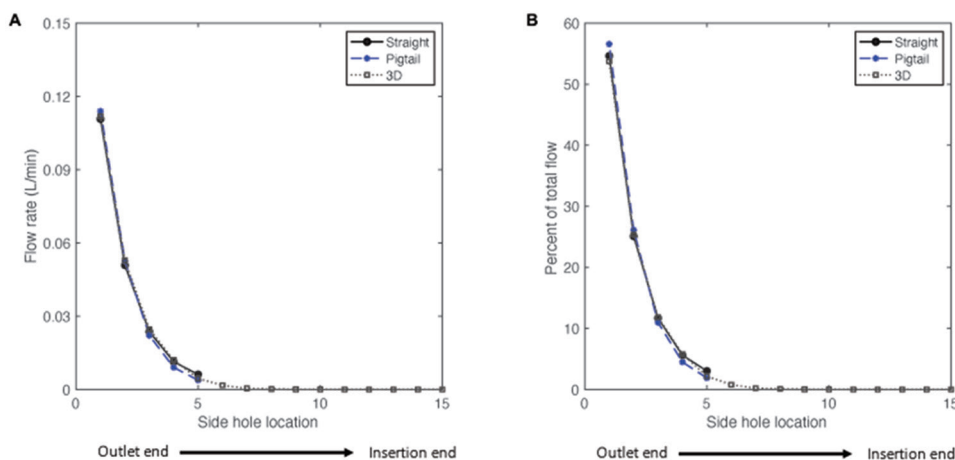 A
Flow rate (L/min)
0.15
0.12
0.09
0.06
0.03
0
0 5 10 15
Straight
Pigtail
3D
Side hole location
Outlet end Insertion end
B
Percent of total flow
60
50
40
30
20
10
0
0 5 10 15
Straight
Pigtail
3D
Side hole location
Outlet end Insertion end